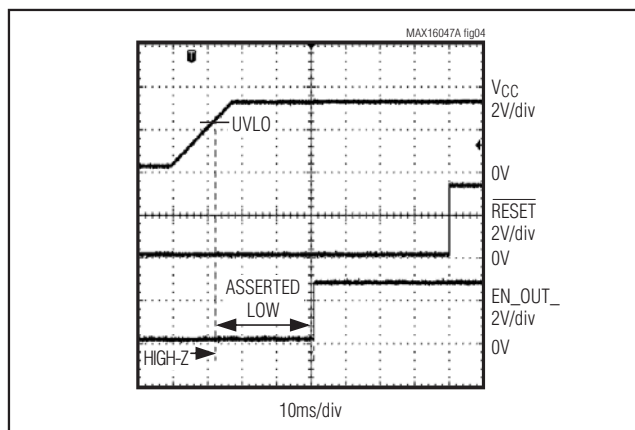 MAX16047A fig04
VCC
2V/div
UVLO
0V
RESET
2V/div
0V
ASSERTED
LOW
EN_OUT_
2V/div
HIGH-Z
0V
10ms/div